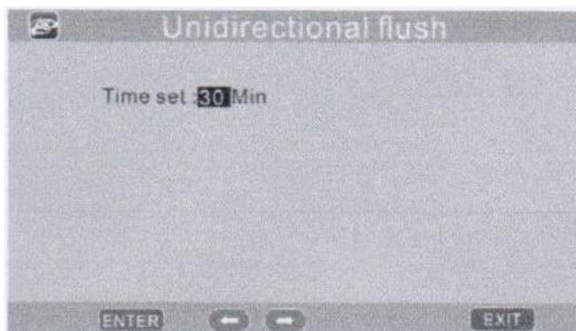 Unidirectional flush
Time set :30 Min
ENTER ← → EXIT